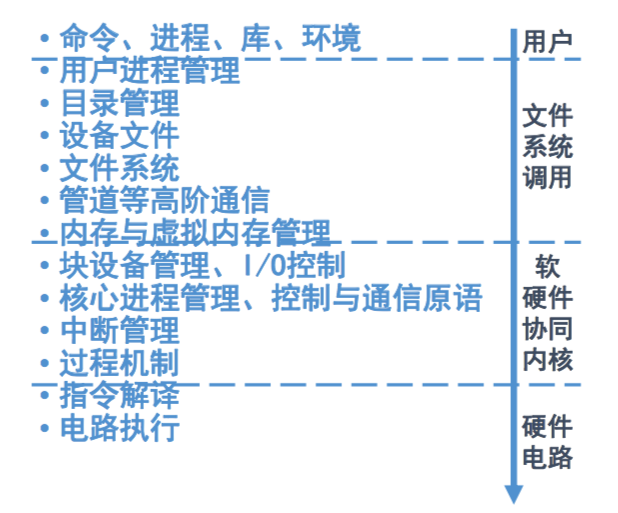 • 命令、进程、库、环境
• 用户进程管理
• 目录管理
• 设备文件
• 文件系统
• 管道等高阶通信
• 内存与虚拟内存管理
• 块设备管理、I/O控制
• 核心进程管理、控制与通信原语
• 中断管理
• 过程机制
• 指令解译
• 电路执行
用户
文件
系统
调用
软
硬件
协同
内核
硬件
电路